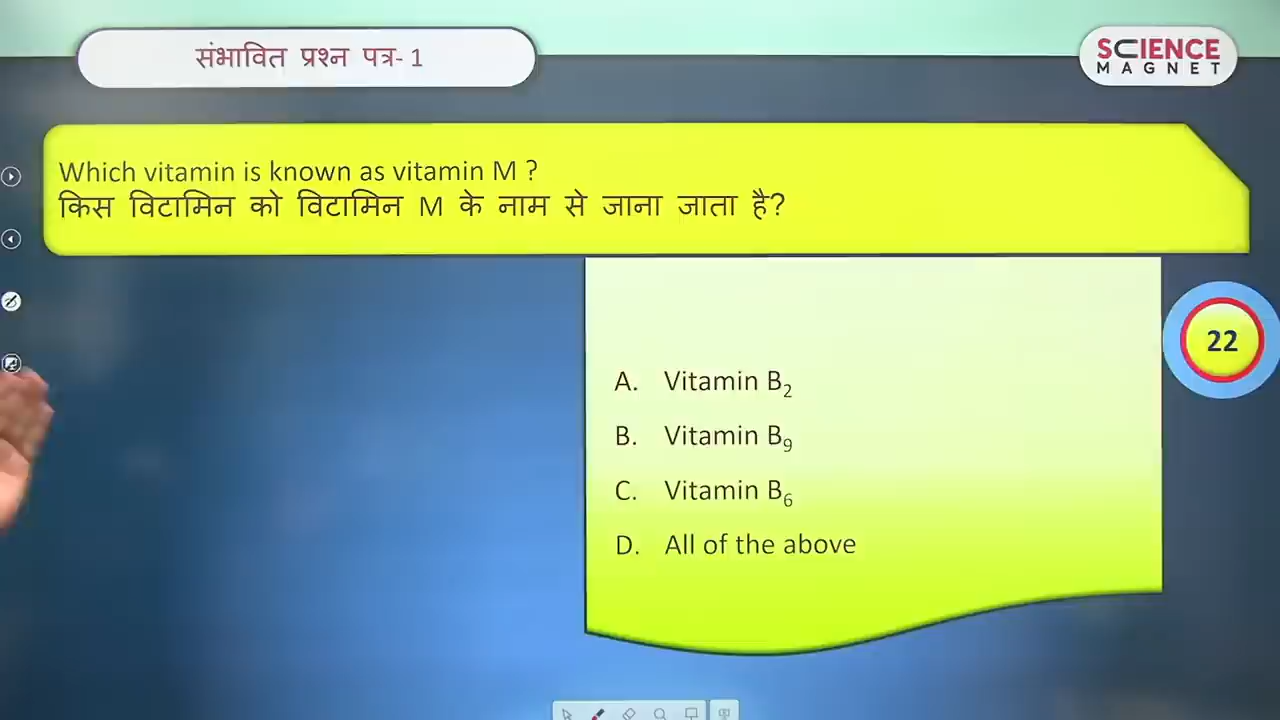 संभावित प्रश्न पत्र- 1
SCIENCE
MAGNET
Which vitamin is known as vitamin M ?
किस विटामिन को विटामिन M के नाम से जाना जाता है?
22
A. Vitamin B₂
B. Vitamin B₉
C. Vitamin B₆
D. All of the above